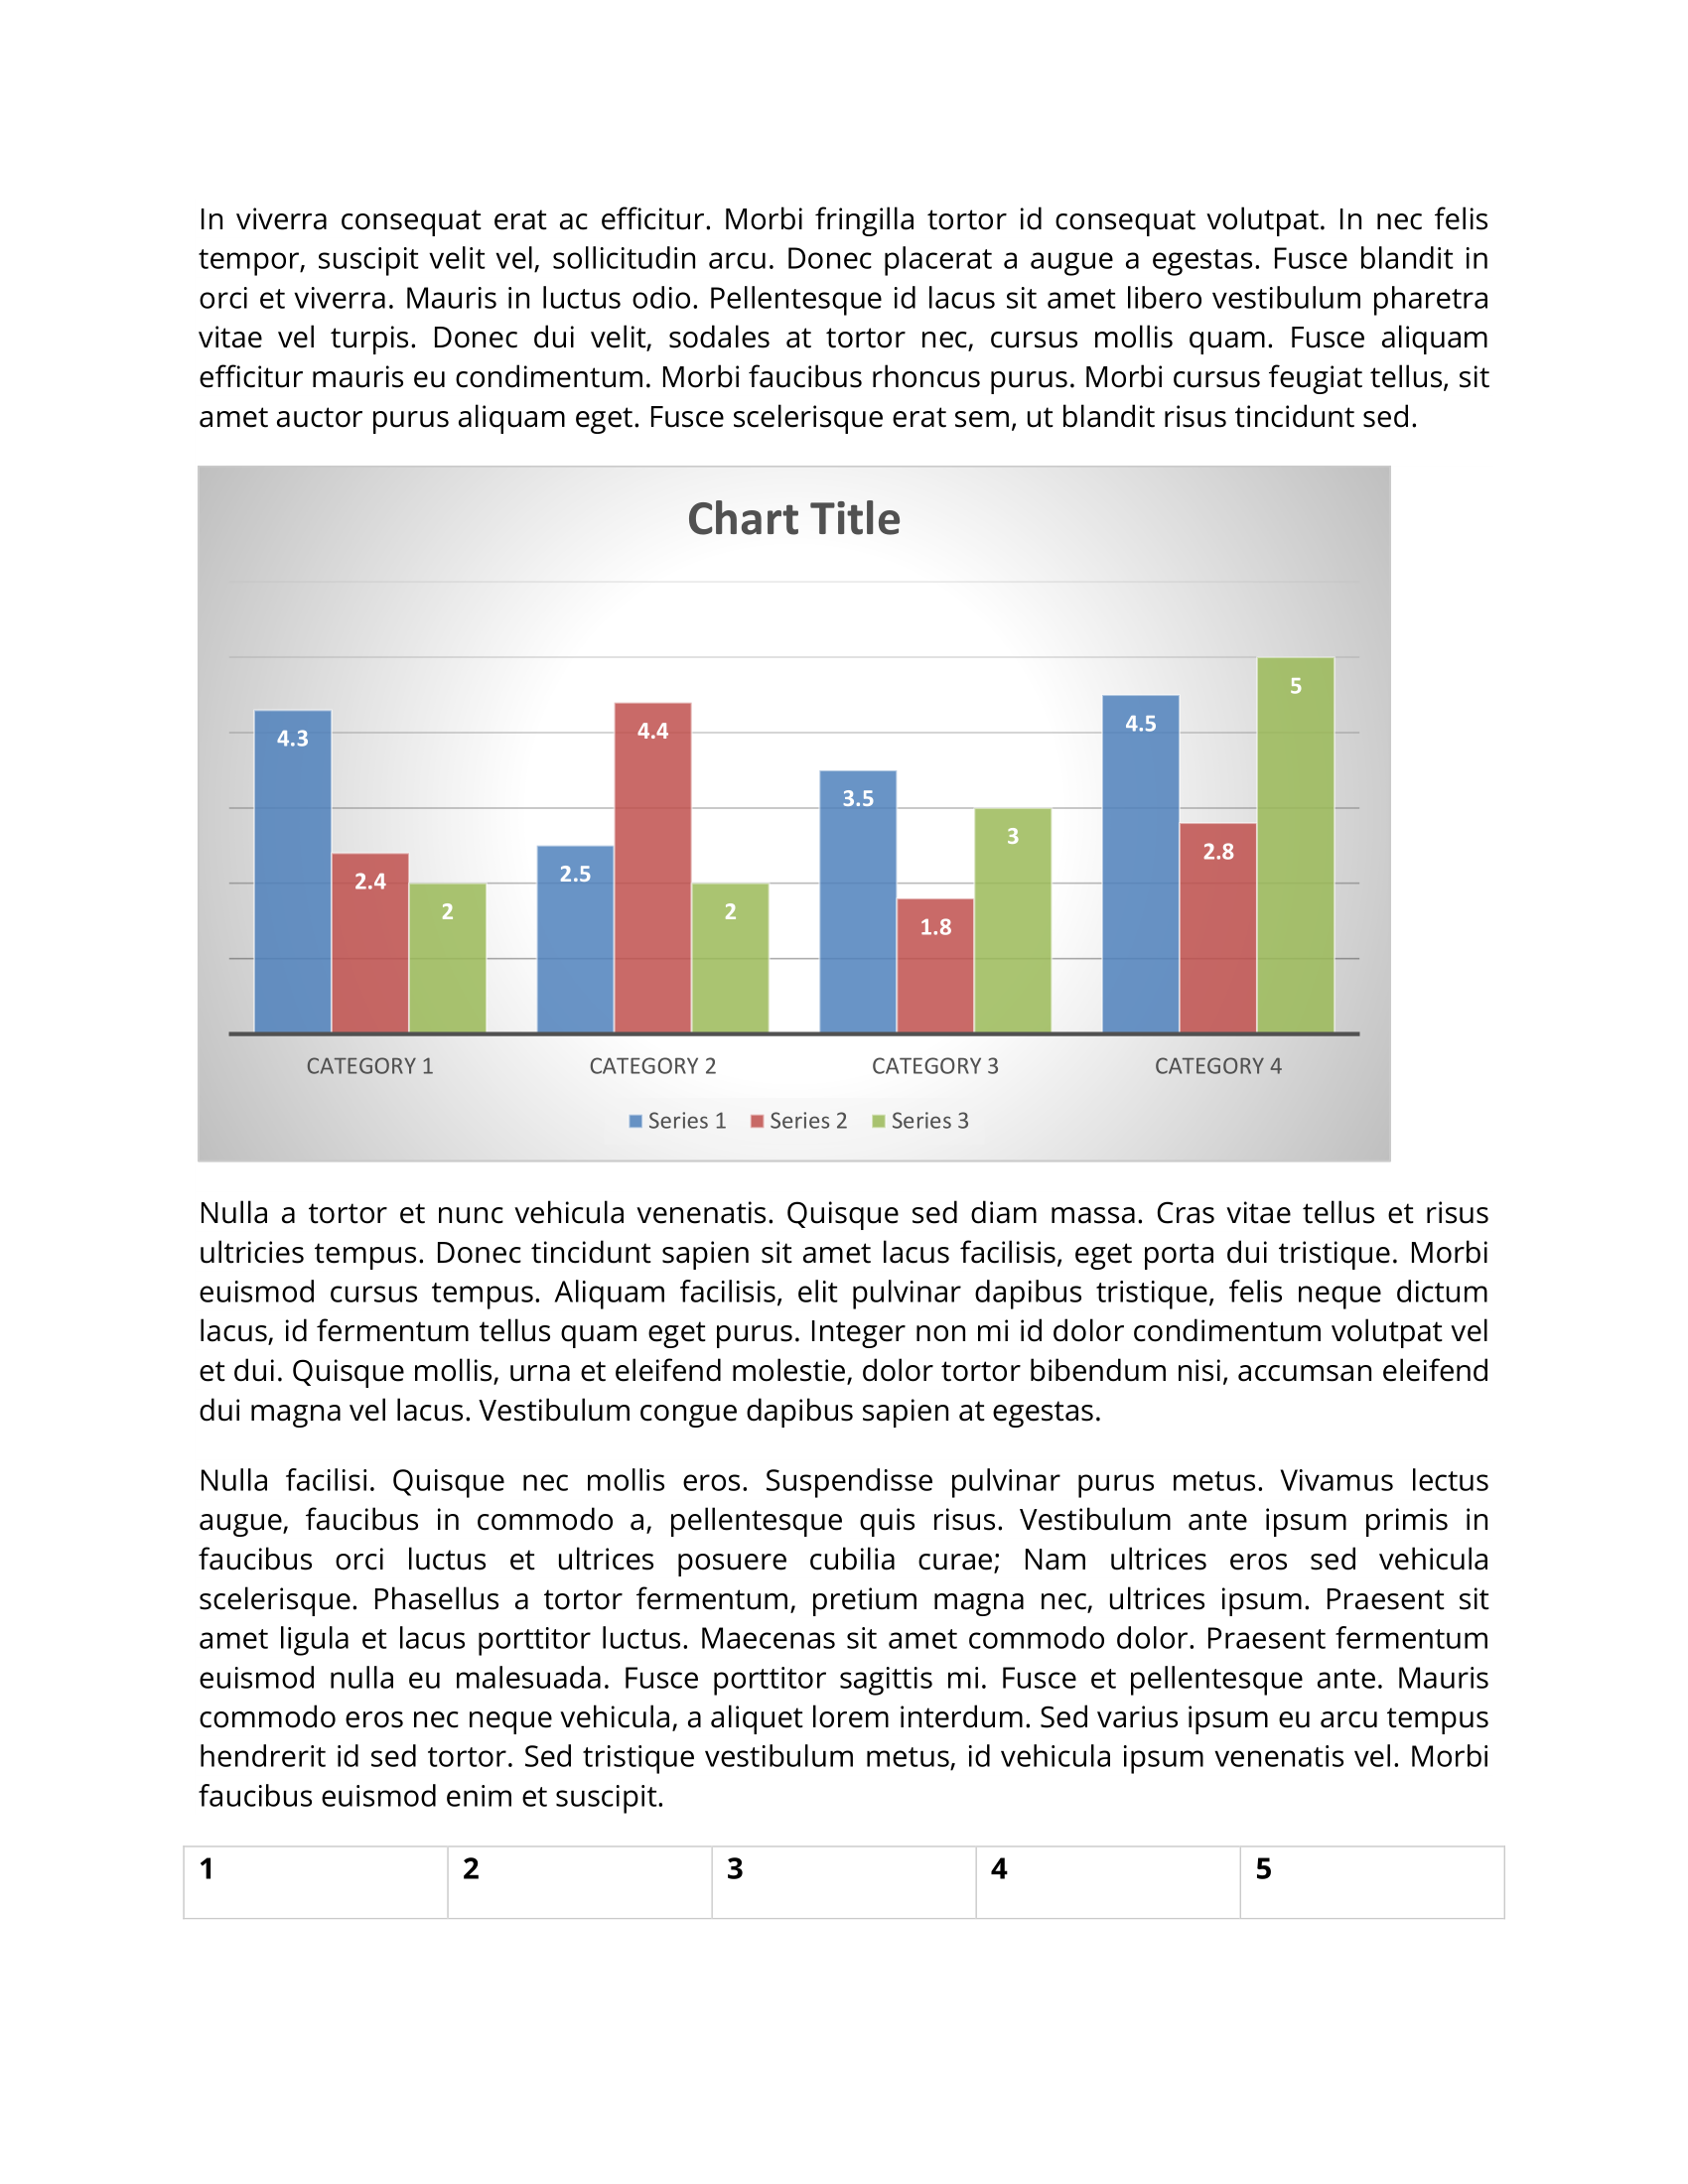 In viverra consequat erat ac efficitur. Morbi fringilla tortor id consequat volutpat. In nec felis
tempor, suscipit velit vel, sollicitudin arcu. Donec placerat a augue a egestas. Fusce blandit in
orci et viverra. Mauris in luctus odio. Pellentesque id lacus sit amet libero vestibulum pharetra
vitae vel turpis. Donec dui velit, sodales at tortor nec, cursus mollis quam. Fusce aliquam
efficitur mauris eu condimentum. Morbi faucibus rhoncus purus. Morbi cursus feugiat tellus, sit
amet auctor purus aliquam eget. Fusce scelerisque erat sem, ut blandit risus tincidunt sed.
Chart Title
4.3 2.4 2 2.5 4.4 2 3.5 1.8 3 4.5 2.8 5
CATEGORY 1 CATEGORY 2 CATEGORY 3 CATEGORY 4
Series 1 Series 2 Series 3
Nulla a tortor et nunc vehicula venenatis. Quisque sed diam massa. Cras vitae tellus et risus
ultricies tempus. Donec tincidunt sapien sit amet lacus facilisis, eget porta dui tristique. Morbi
euismod cursus tempus. Aliquam facilisis, elit pulvinar dapibus tristique, felis neque dictum
lacus, id fermentum tellus quam eget purus. Integer non mi id dolor condimentum volutpat vel
et dui. Quisque mollis, urna et eleifend molestie, dolor tortor bibendum nisi, accumsan eleifend
dui magna vel lacus. Vestibulum congue dapibus sapien at egestas.
Nulla facilisi. Quisque nec mollis eros. Suspendisse pulvinar purus metus. Vivamus lectus
augue, faucibus in commodo a, pellentesque quis risus. Vestibulum ante ipsum primis in
faucibus orci luctus et ultrices posuere cubilia curae; Nam ultrices eros sed vehicula
scelerisque. Phasellus a tortor fermentum, pretium magna nec, ultrices ipsum. Praesent sit
amet ligula et lacus porttitor luctus. Maecenas sit amet commodo dolor. Praesent fermentum
euismod nulla eu malesuada. Fusce porttitor sagittis mi. Fusce et pellentesque ante. Mauris
commodo eros nec neque vehicula, a aliquet lorem interdum. Sed varius ipsum eu arcu tempus
hendrerit id sed tortor. Sed tristique vestibulum metus, id vehicula ipsum venenatis vel. Morbi
faucibus euismod enim et suscipit.
1 2 3 4 5